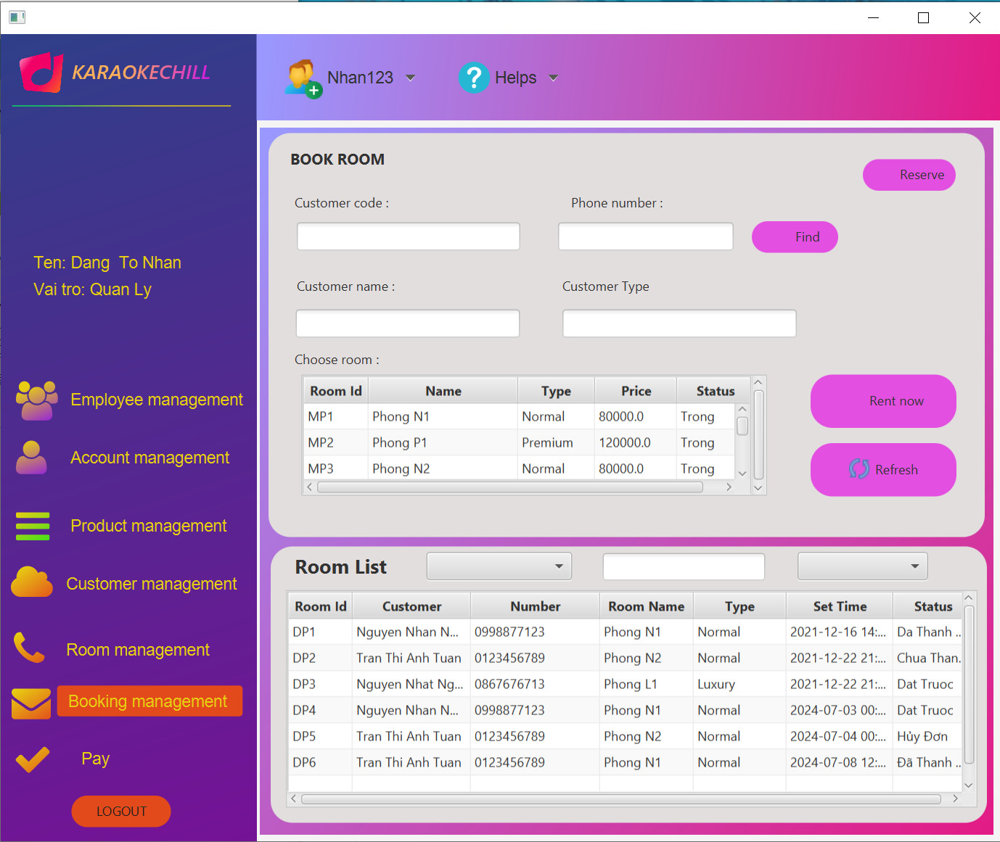 KARAOKECHILL
Nhan123
Helps
Ten: Dang  To Nhan
Vai tro: Quan Ly
Employee management
Account management
Product management
Customer management
Room management
Booking management
Pay
LOGOUT
BOOK ROOM
Reserve
Customer code :
Phone number :
Find
Customer name :
Customer Type
Choose room :
Room Id Name Type Price Status
MP1 Phong N1 Normal 80000.0 Trong
MP2 Phong P1 Premium 120000.0 Trong
MP3 Phong N2 Normal 80000.0 Trong
Rent now
Refresh
Room List
Room Id Customer Number Room Name Type Set Time Status
DP1 Nguyen Nhan N... 0998877123 Phong N1 Normal 2021-12-16 14:... Da Thanh ..
DP2 Tran Thi Anh Tuan 0123456789 Phong N2 Normal 2021-12-22 21:... Chua Than.
DP3 Nguyen Nhat Ng... 0867676713 Phong L1 Luxury 2021-12-22 21:... Dat Truoc
DP4 Nguyen Nhan N... 0998877123 Phong N1 Normal 2024-07-03 00:... Dat Truoc
DP5 Tran Thi Anh Tuan 0123456789 Phong N2 Normal 2024-07-04 00:... Hủy Đơn
DP6 Tran Thi Anh Tuan 0123456789 Phong N1 Normal 2024-07-08 12:... Đã Thanh ..